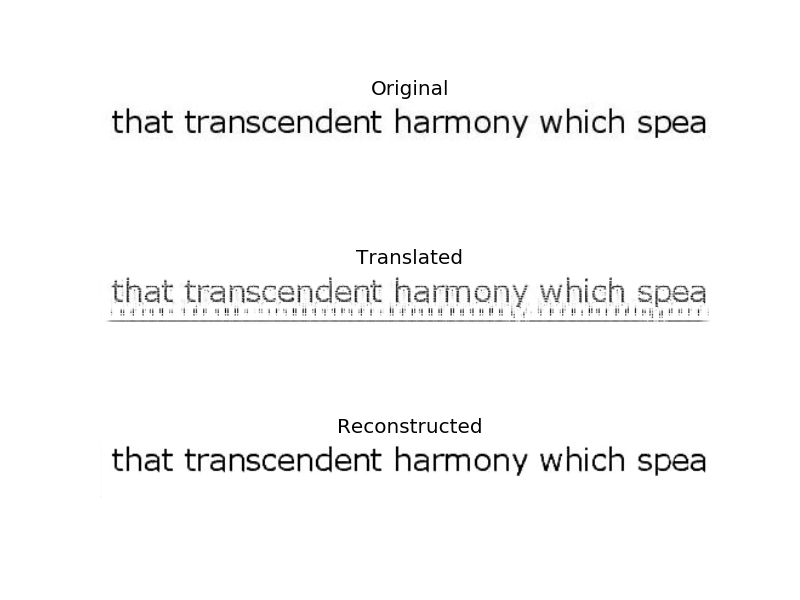 Original
that transcendent harmony which spea
Translated
that transcendent harmony which spea
Reconstructed
that transcendent harmony which spea